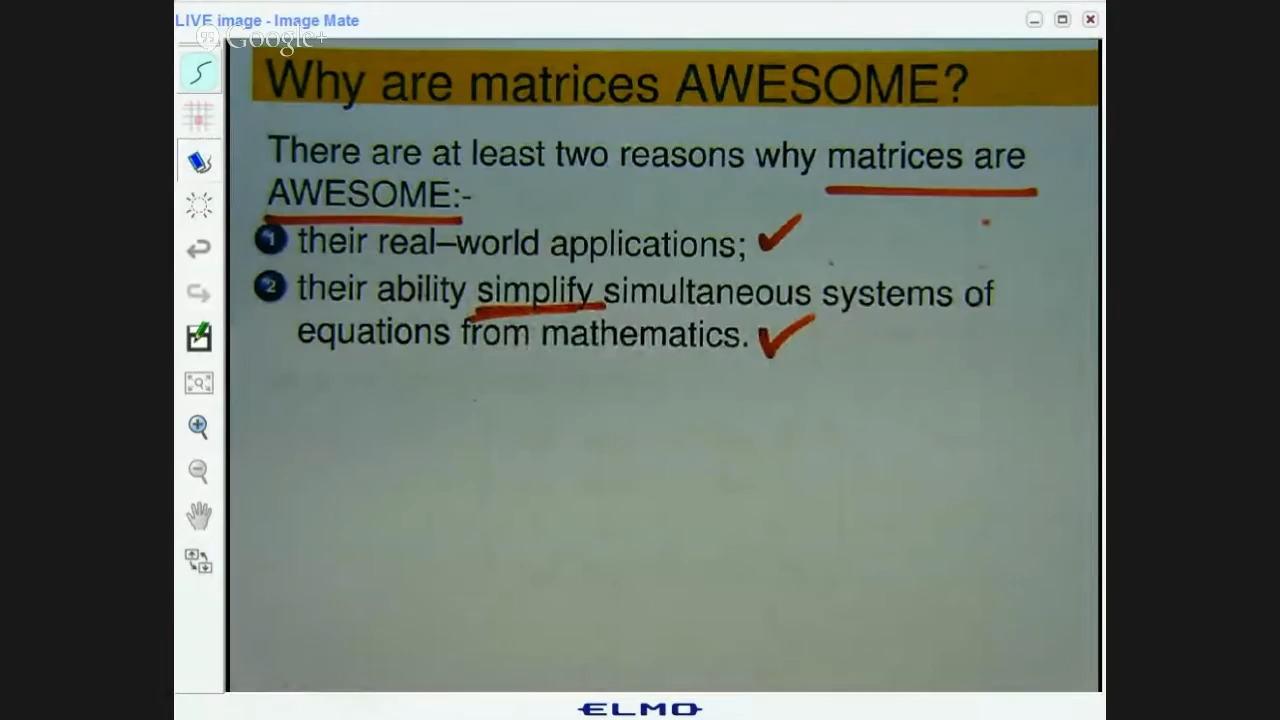 LIVE image - Image Mate
Google+
Why are matrices AWESOME?
There are at least two reasons why matrices are
AWESOME:-
1 their real–world applications;
2 their ability simplify simultaneous systems of
equations from mathematics.
ELMO